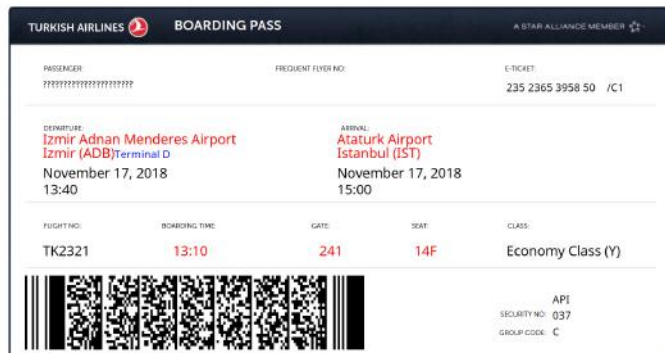 TURKISH AIRLINES BOARDING PASS A STAR ALLIANCE MEMBER
PASSENGER: FREQUENT FLYER NO: E-TICKET:
?????????????????????? 235 2365 3958 50 /C1
DEPARTURE: ARRIVAL:
Izmir Adnan Menderes Airport Ataturk Airport
Izmir (ADB)Terminal D Istanbul (IST)
November 17, 2018 November 17, 2018
13:40 15:00
FLIGHT NO: BOARDING TIME: GATE: SEAT: CLASS:
TK2321 13:10 241 14F Economy Class (Y)
API
SECURITY NO: 037
GROUP CODE: C